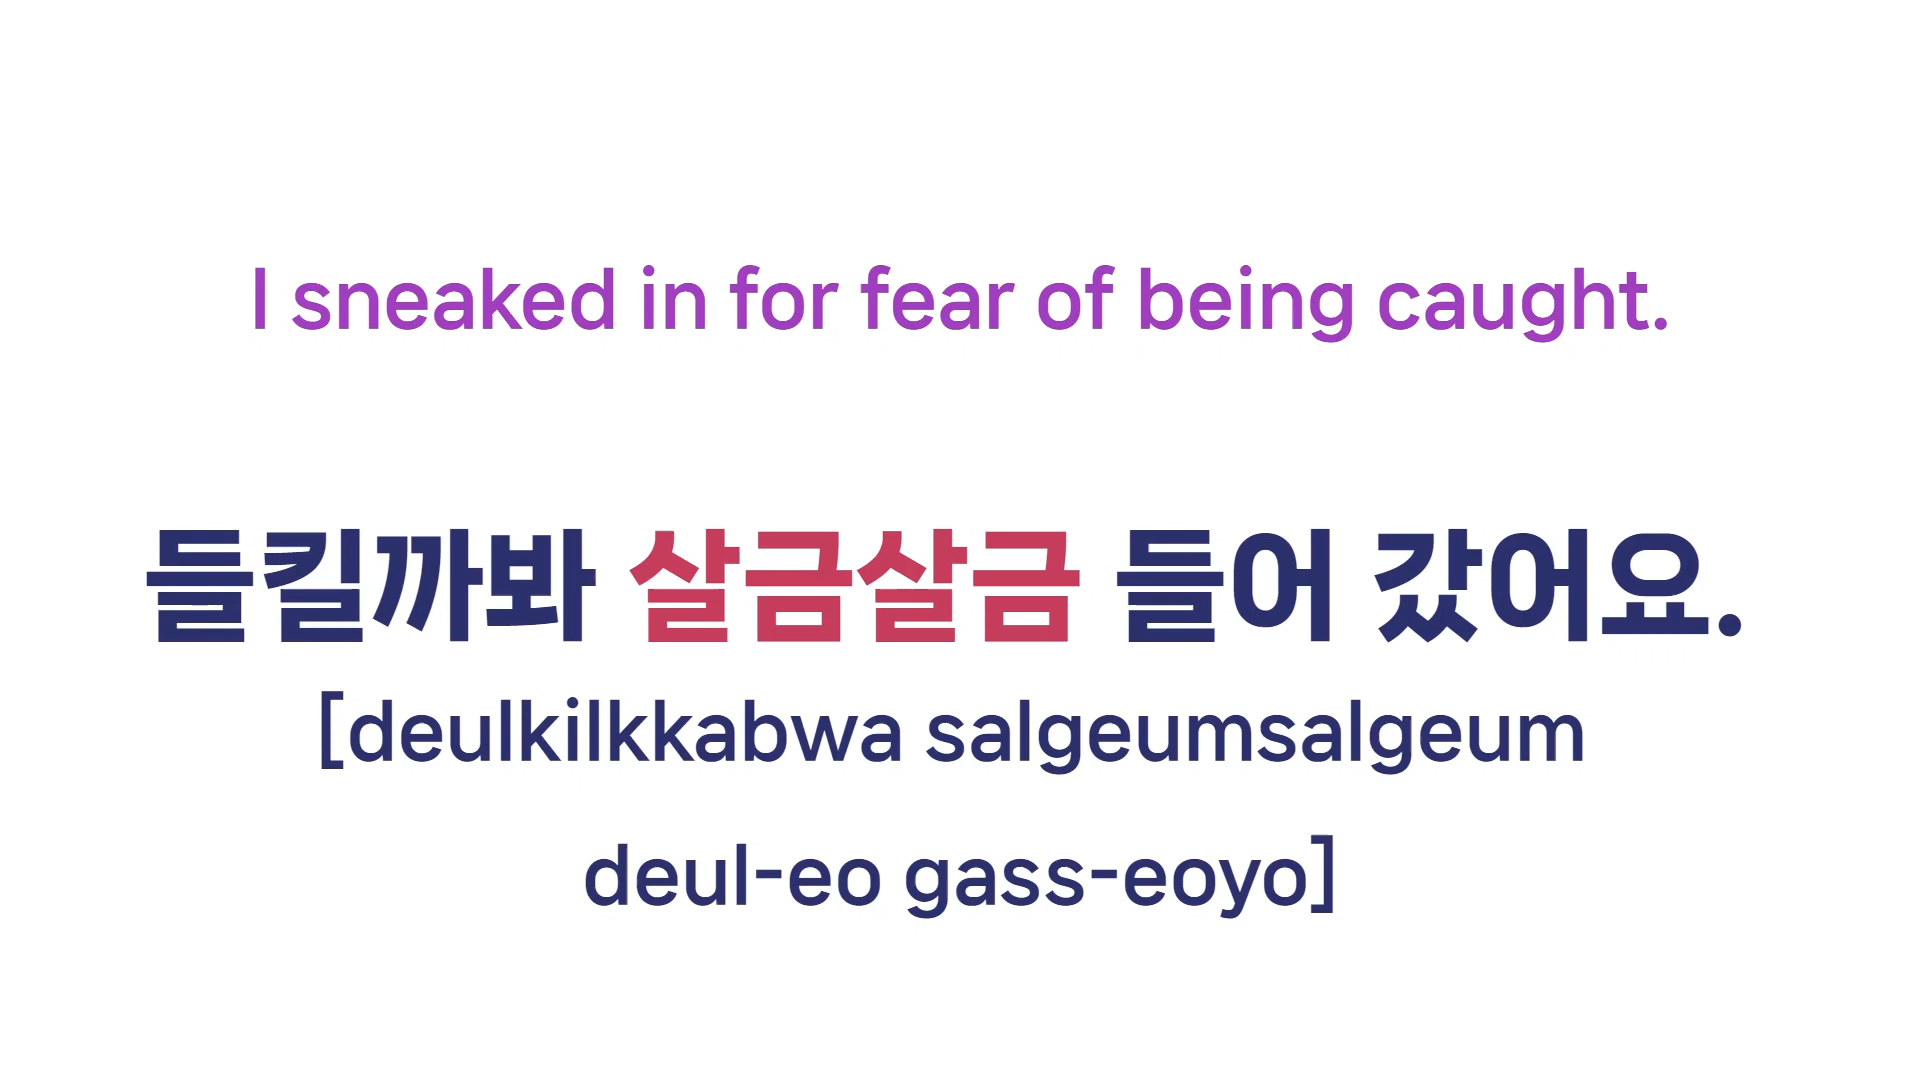 I sneaked in for fear of being caught.
들킬까봐 살금살금 들어 갔어요.
[deulkilkkabwa salgeumsalgeum
deul-eo gass-eoyo]